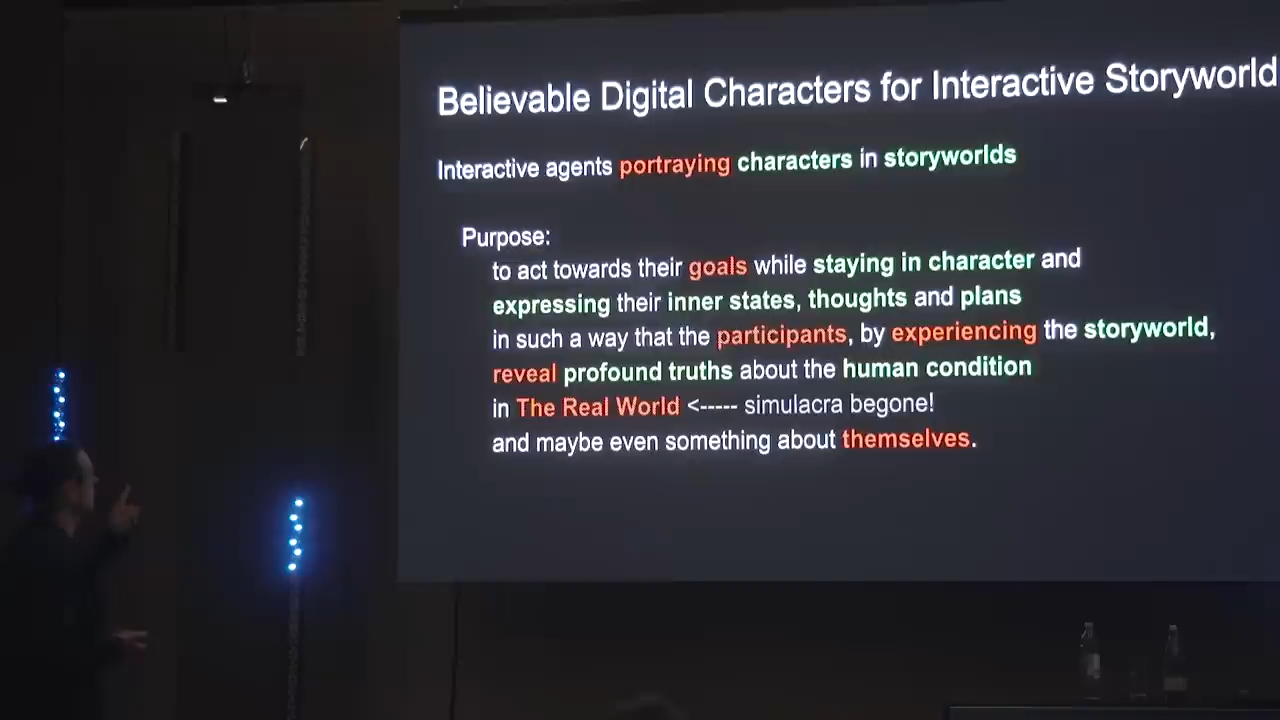 Believable Digital Characters for Interactive Storyworld
Interactive agents portraying characters in storyworlds
Purpose:
to act towards their goals while staying in character and
expressing their inner states, thoughts and plans
in such a way that the participants, by experiencing the storyworld,
reveal profound truths about the human condition
in The Real World <----- simulacra begone!
and maybe even something about themselves.